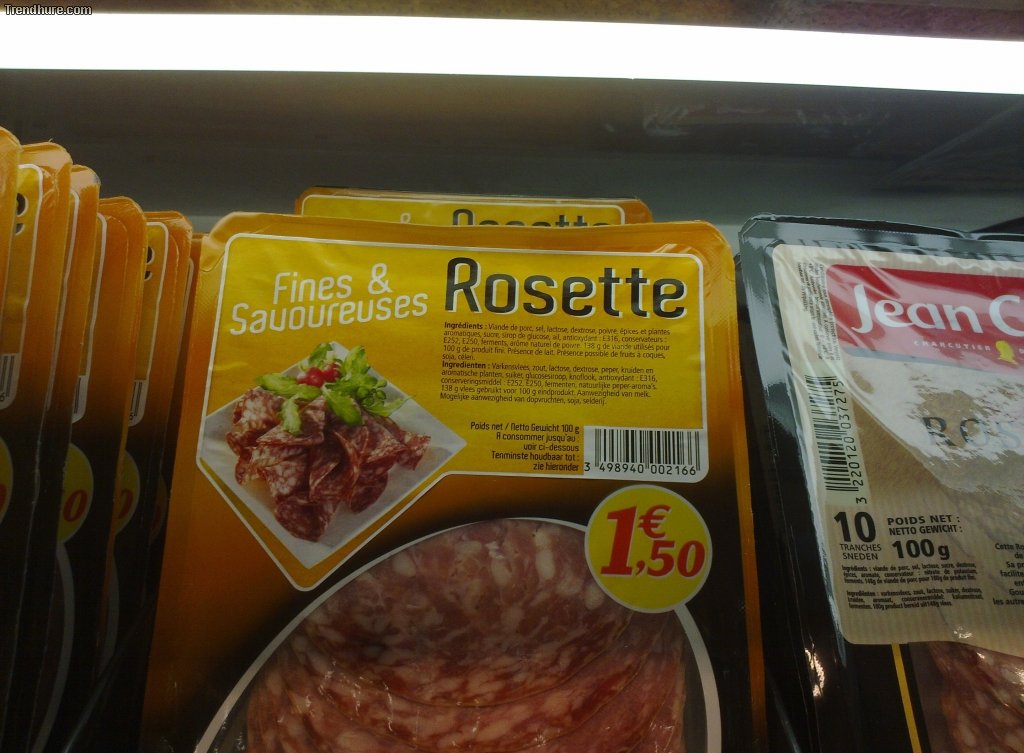 Trendhure.com
Rosette
Fines &
Savoureuses
Rosette
Ingrédients : Viande de porc, sel, lactose, dextrose, poivre, épices et plantes
aromatiques, sucre, sirop de glucose, ail, antioxydant : E316, conservateurs :
E252, E250, ferments, arôme naturel de poivre. 138 g de viande utilisés pour
100 g de produit fini. Présence de lait. Présence possible de fruits à coques,
soja, céleri.
Ingredienten : Varkensvlees, zout, lactose, dextrose, peper, kruiden en
aromatische planten, suiker, glucosesiroop, knoflook, antioxydant : E316,
conserveringsmiddel : E252, E250, fermenten, natuurlijke peper-aroma's.
138 g vlees gebruikt voor 100 g eindprodukt. Aanwezigheid van melk.
Mogelijke aanwezigheid van dopvruchten, soja, selderij.
Poids net / Netto Gewicht 100 g
A consommer jusqu'au :
voir ci-dessous
Tenminste houdbaar tot :
zie hieronder
3 498940 002166
1€,50
Jean C
CHARCUTIER
ROS
3 220120 037275
10
TRANCHES
SNEDEN
POIDS NET :
NETTO GEWICHT :
100g